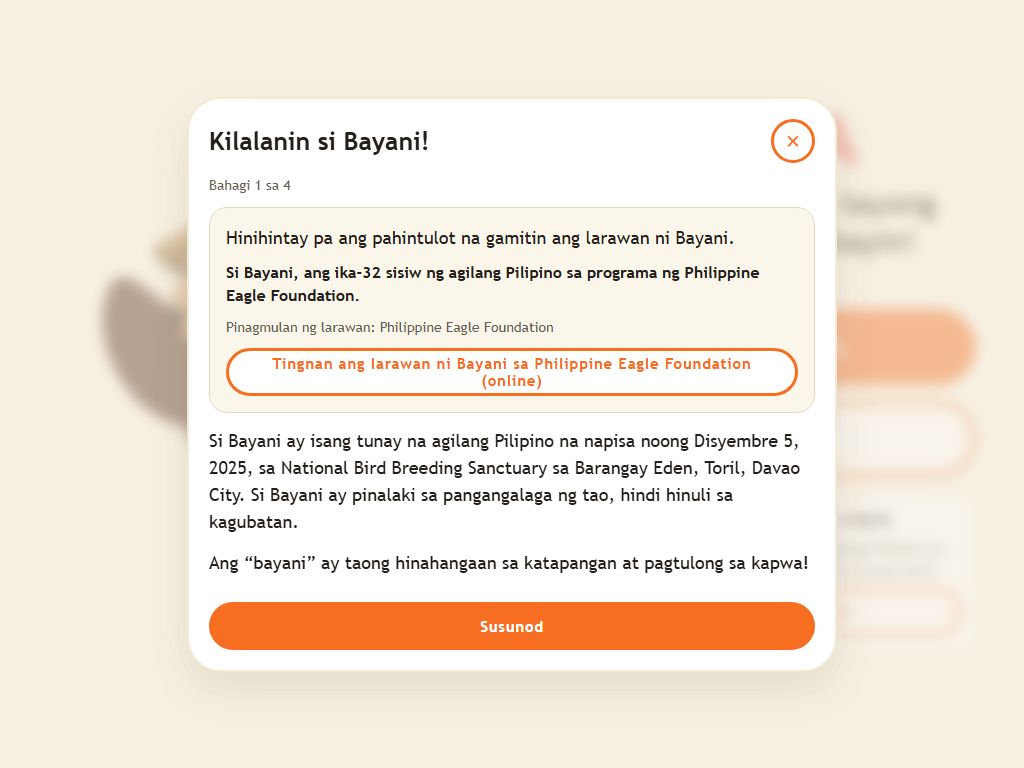 Kilalanin si Bayani!
Bahagi 1 sa 4
Hinihintay pa ang pahintulot na gamitin ang larawan ni Bayani.
Si Bayani, ang ika-32 sisiw ng agilang Pilipino sa programa ng Philippine
Eagle Foundation.
Pinagmulan ng larawan: Philippine Eagle Foundation
Tingnan ang larawan ni Bayani sa Philippine Eagle Foundation
(online)
Si Bayani ay isang tunay na agilang Pilipino na napisa noong Disyembre 5,
2025, sa National Bird Breeding Sanctuary sa Barangay Eden, Toril, Davao
City. Si Bayani ay pinalaki sa pangangalaga ng tao, hindi hinuli sa
kagubatan.
Ang “bayani” ay taong hinahangaan sa katapangan at pagtulong sa kapwa!
Susunod